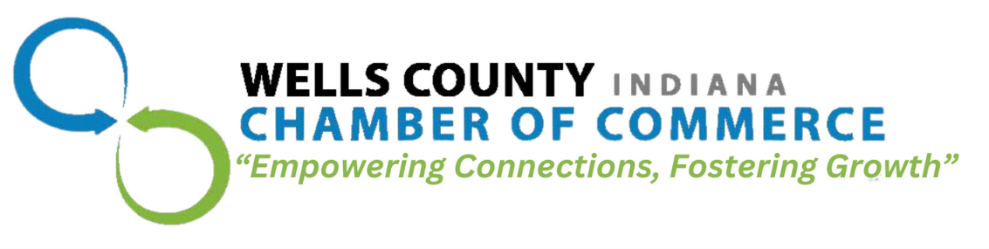 WELLS COUNTY INDIANA
CHAMBER OF COMMERCE
“Empowering Connections, Fostering Growth”